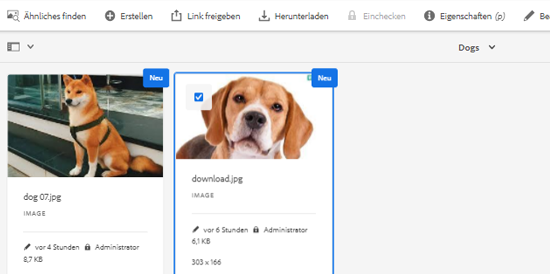 Ähnliches finden Erstellen Link freigeben Herunterladen Einchecken Eigenschaften (p) Be
Dogs
Neu Neu
dog 07.jpg
IMAGE
vor 4 Stunden Administrator
8,7 KB
download.jpg
IMAGE
vor 6 Stunden Administrator
6,1 KB
303 x 166